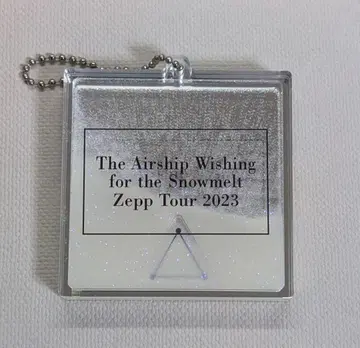 The Airship Wishing
for the Snowmelt
Zepp Tour 2023